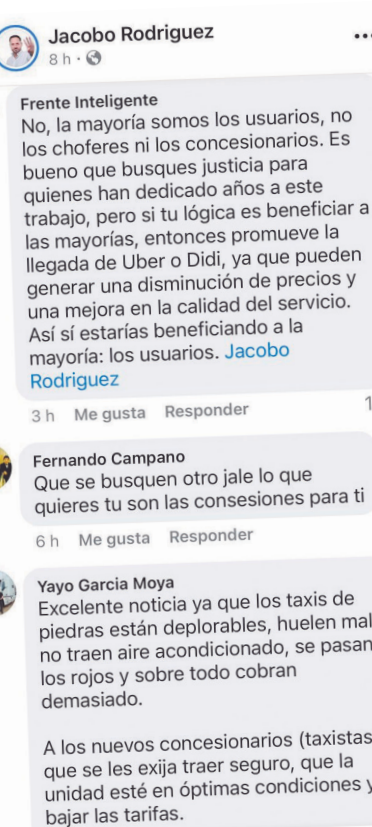 Jacobo Rodriguez
8 h
Frente Inteligente
No, la mayoría somos los usuarios, no
los choferes ni los concesionarios. Es
bueno que busques justicia para
quienes han dedicado años a este
trabajo, pero si tu lógica es beneficiar a
las mayorías, entonces promueve la
llegada de Uber o Didi, ya que pueden
generar una disminución de precios y
una mejora en la calidad del servicio.
Así sí estarías beneficiando a la
mayoría: los usuarios. Jacobo
Rodriguez
3 h Me gusta Responder 1
Fernando Campano
Que se busquen otro jale lo que
quieres tu son las consesiones para ti
6 h Me gusta Responder
Yayo Garcia Moya
Excelente noticia ya que los taxis de
piedras están deplorables, huelen mal
no traen aire acondicionado, se pasan
los rojos y sobre todo cobran
demasiado.
A los nuevos concesionarios (taxistas
que se les exija traer seguro, que la
unidad esté en óptimas condiciones y
bajar las tarifas.